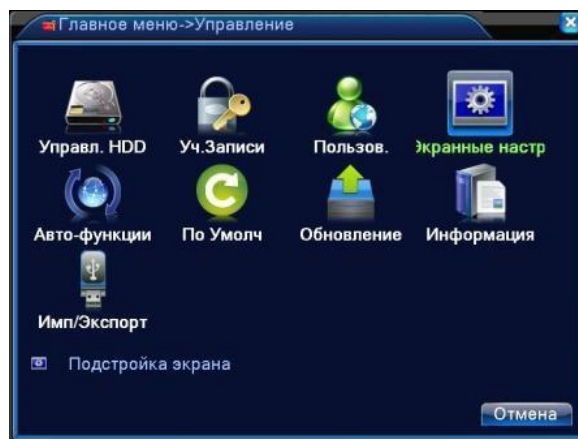 Главное меню->Управление
Управл. HDD Уч.Записи Пользов. Экранные настр
Авто-функции По Умолч Обновление Информация
Имп/Экспорт
Подстройка экрана
Отмена